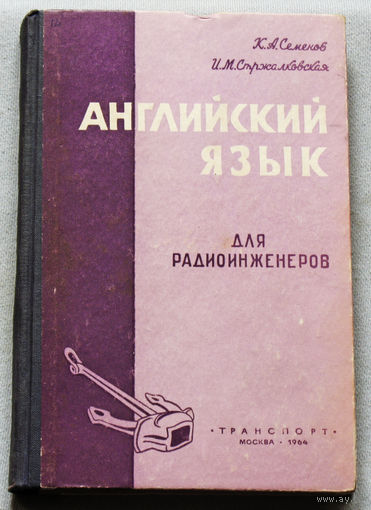 К. А. Семенов
И. М. Стржалковская
АНГЛИЙСКИЙ
ЯЗЫК
ДЛЯ
РАДИОИНЖЕНЕРОВ
• ТРАНСПОРТ •
МОСКВА • 1964